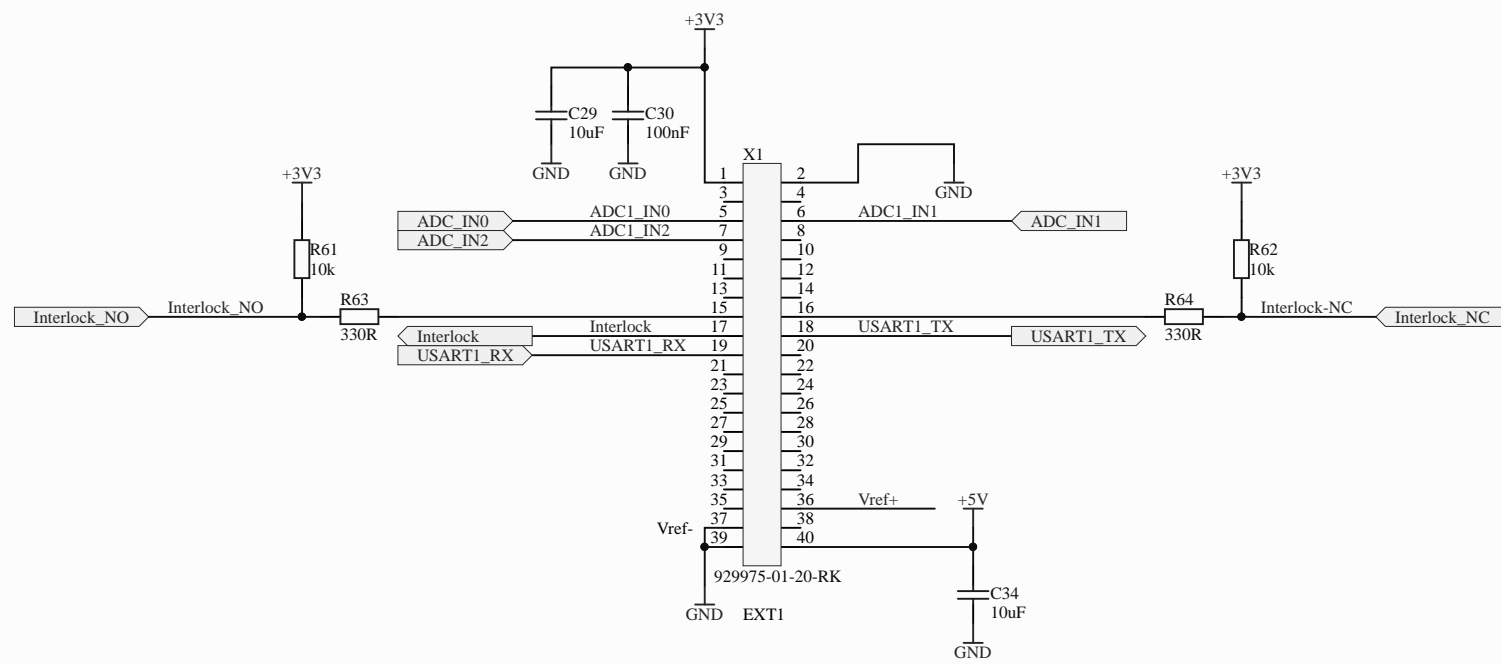 +3V3
C29
10uF
C30
100nF
GND
GND
X1
GND
+3V3
R61
10k
+3V3
R62
10k
1 2
3 4
ADC_IN0 ADC1_IN0 5 6 ADC1_IN1 ADC_IN1
ADC_IN2 ADC1_IN2 7 8
9 10
11 12
13 14
Interlock_NO Interlock_NO R63 330R 15 16 R64 330R Interlock-NC Interlock_NC
Interlock Interlock 17 18 USART1_TX USART1_TX
USART1_RX USART1_RX 19 20
21 22
23 24
25 26
27 28
29 30
31 32
33 34
35 36 Vref+ +5V
Vref- 37 38
39 40
929975-01-20-RK
GND
EXT1
C34
10uF
GND